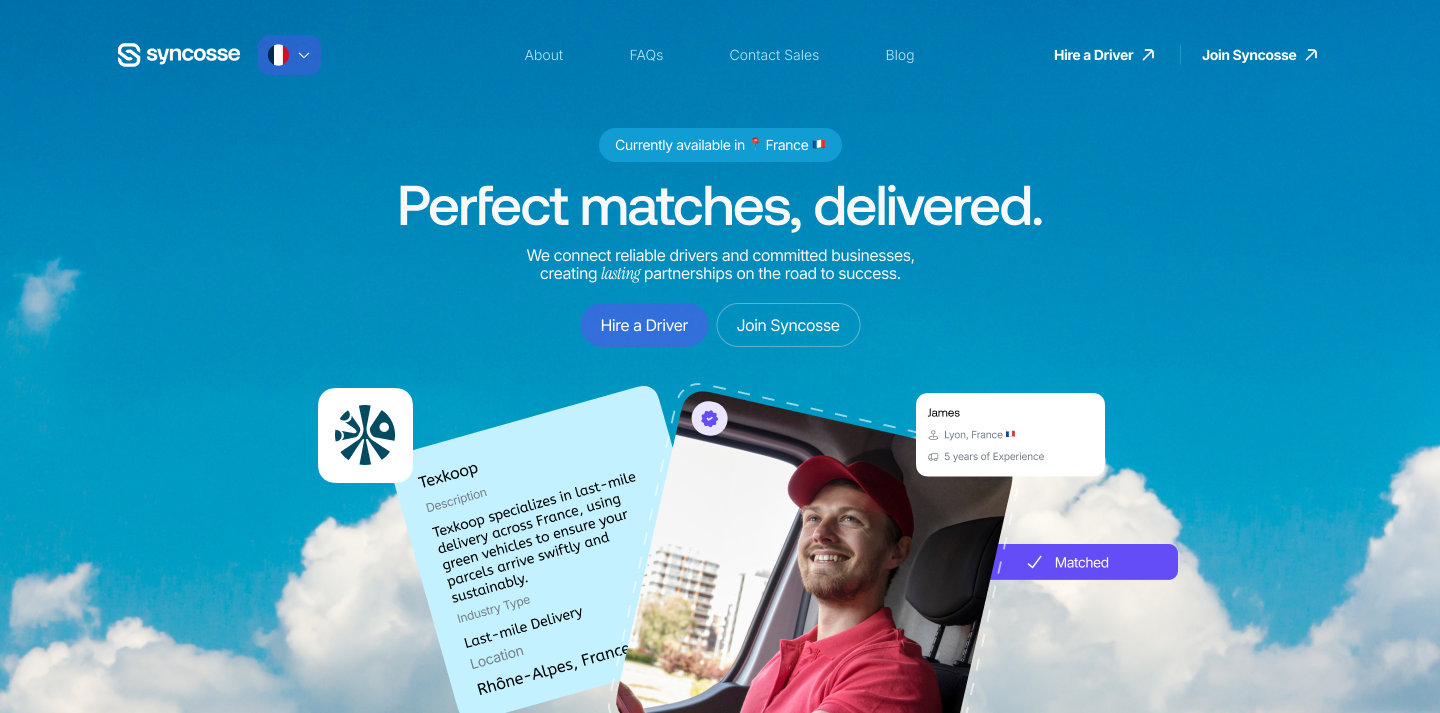 syncosse
About
FAQs
Contact Sales
Blog
Hire a Driver
Join Syncosse
Currently available in 📍 France 🇫🇷
Perfect matches, delivered.
We connect reliable drivers and committed businesses,
creating lasting partnerships on the road to success.
Hire a Driver
Join Syncosse
Texkoop
Description
Texkoop specializes in last-mile
delivery across France, using
green vehicles to ensure your
parcels arrive swiftly and
sustainably.
Industry Type
Last-mile Delivery
Location
Rhône-Alpes, France
James
Lyon, France 🇫🇷
5 years of Experience
Matched